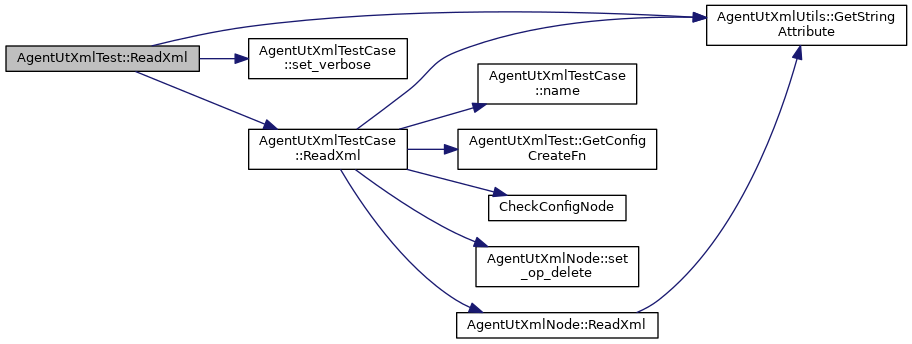 AgentUtXmlTest::ReadXml
AgentUtXmlTestCase
::set_verbose
AgentUtXmlTestCase
::ReadXml
AgentUtXmlTestCase
::name
AgentUtXmlTest::GetConfig
CreateFn
CheckConfigNode
AgentUtXmlNode::set
_op_delete
AgentUtXmlNode::ReadXml
AgentUtXmlUtils::GetString
Attribute